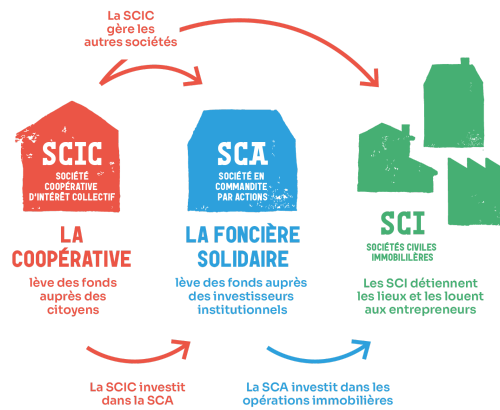 La SCIC
gère les
autres sociétés
SCIC
SOCIÉTÉ
COOPÉRATIVE
D'INTÉRÊT COLLECTIF
LA
COOPÉRATIVE
lève des fonds
auprès des
citoyens
SCA
SOCIÉTÉ EN
COMMANDITE
PAR ACTIONS
LA FONCIÈRE
SOLIDAIRE
lève des fonds auprès
des investisseurs
institutionnels
SCI
SOCIÉTÉS CIVILES
IMMOBILILÈRES
Les SCI détiennent
les lieux et les louent
aux entrepreneurs
La SCIC investit
dans la SCA
La SCA investit dans les
opérations immobilières